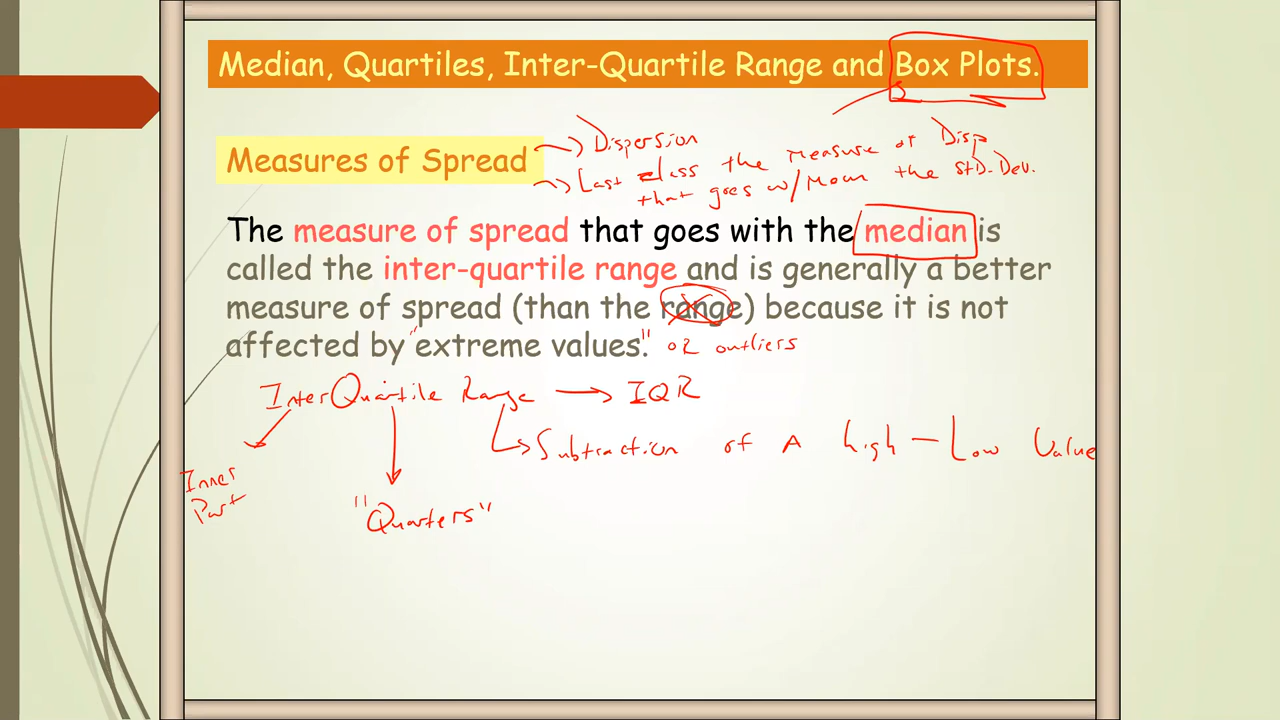 Median, Quartiles, Inter-Quartile Range and Box Plots.
Dispersion
Measures of Spread
Last class the measure of Disp
that goes w/Mean the STD. Dev.
The measure of spread that goes with the median is
called the inter-quartile range and is generally a better
measure of spread (than the range) because it is not
affected by "extreme values". or outliers
InterQuartile Range → IQR
Subtraction of A high – Low Value
Inner
Part
"Quarters"